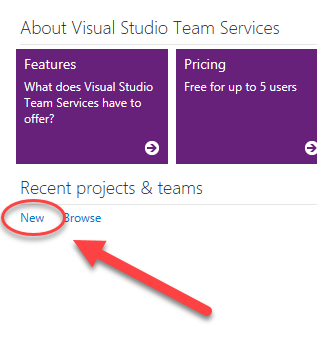 About Visual Studio Team Services
Features
What does Visual Studio
Team Services have to
offer?
Pricing
Free for up to 5 users
Recent projects & teams
New Browse